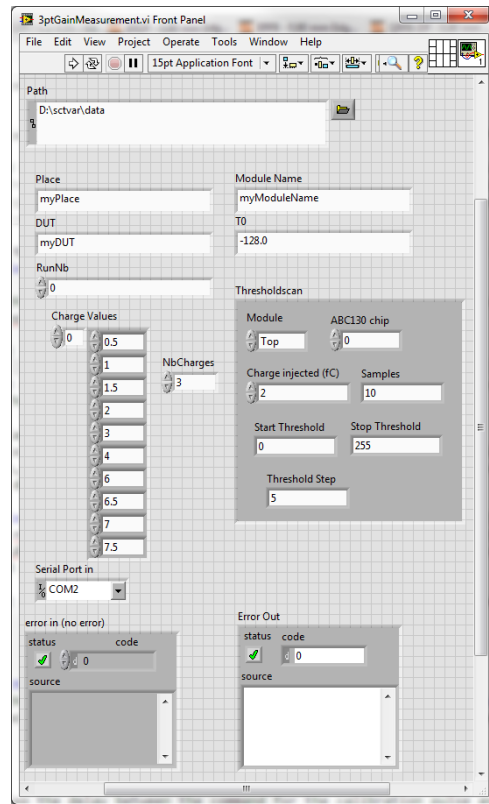 3ptGainMeasurement.vi Front Panel
File Edit View Project Operate Tools Window Help
15pt Application Font
1
Path
D:\sctvar\data
Place
Module Name
myPlace
myModuleName
DUT
T0
myDUT
-128.0
RunNb
0
Thresholdscan
Charge Values
Module
ABC130 chip
0
0.5
Top
0
1
NbCharges
Charge injected (fC)
Samples
1.5
3
2
10
2
Start Threshold
Stop Threshold
3
0
255
4
Threshold Step
6
5
6.5
7
7.5
Serial Port in
COM2
error in (no error)
Error Out
status code
status code
0
0
source
source